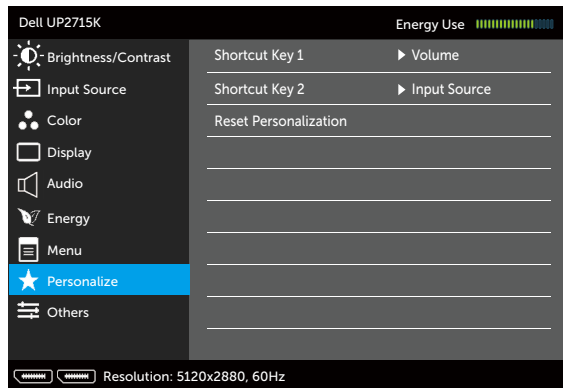 Dell UP2715K Energy Use
Brightness/Contrast Shortcut Key 1 Volume
Input Source Shortcut Key 2 Input Source
Color Reset Personalization
Display
Audio
Energy
Menu
Personalize
Others
Resolution: 5120x2880, 60Hz